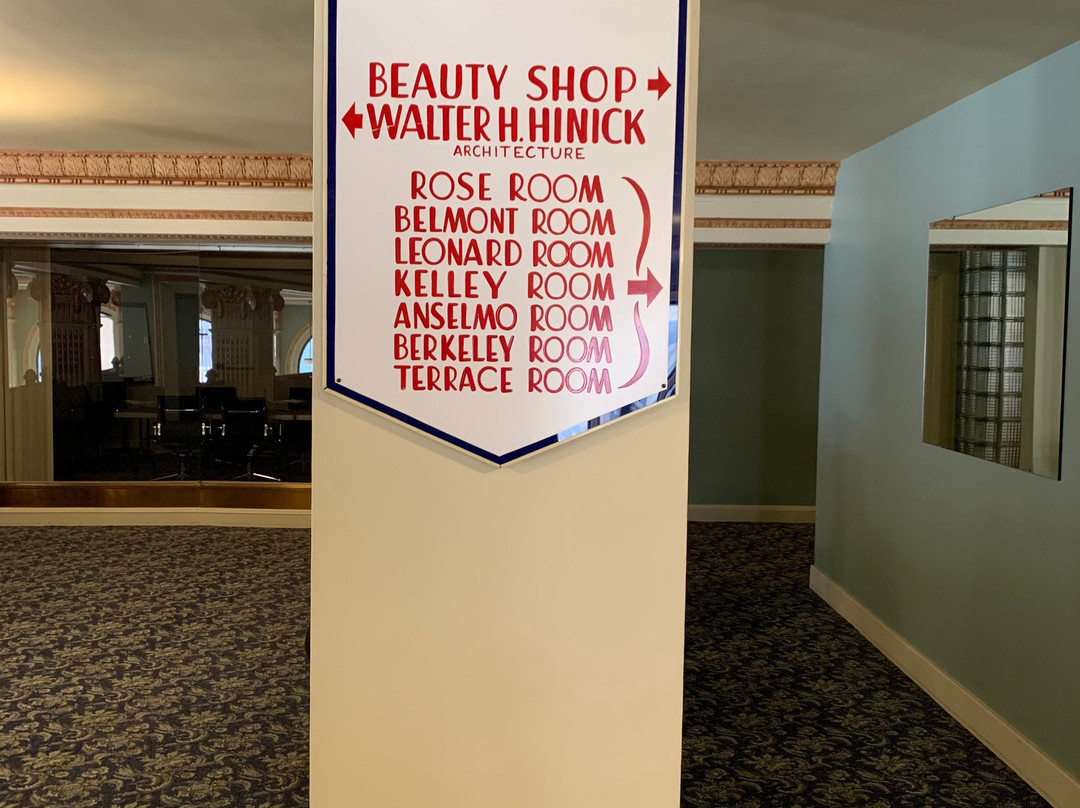 BEAUTY SHOP
WALTER H. HINICK
ARCHITECTURE
ROSE ROOM
BELMONT ROOM
LEONARD ROOM
KELLEY ROOM
ANSELMO ROOM
BERKELEY ROOM
TERRACE ROOM